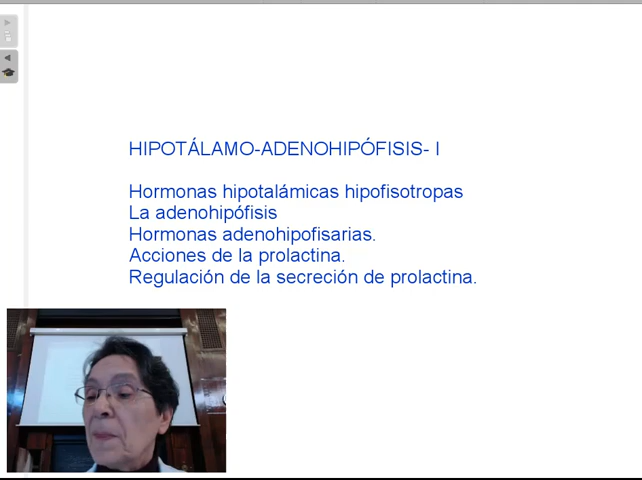 HIPOTÁLAMO-ADENOHIPÓFISIS- I
Hormonas hipotalámicas hipofisotropas
La adenohipófisis
Hormonas adenohipofisarias.
Acciones de la prolactina.
Regulación de la secreción de prolactina.